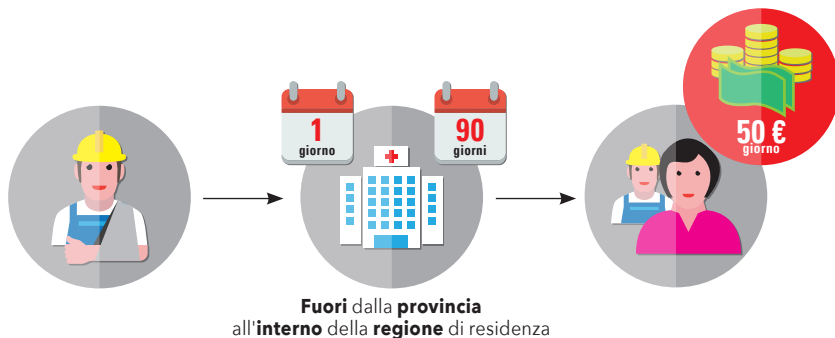 1
giorno
90
giorni
50 €
giorno
Fuori dalla provincia
all'interno della regione di residenza